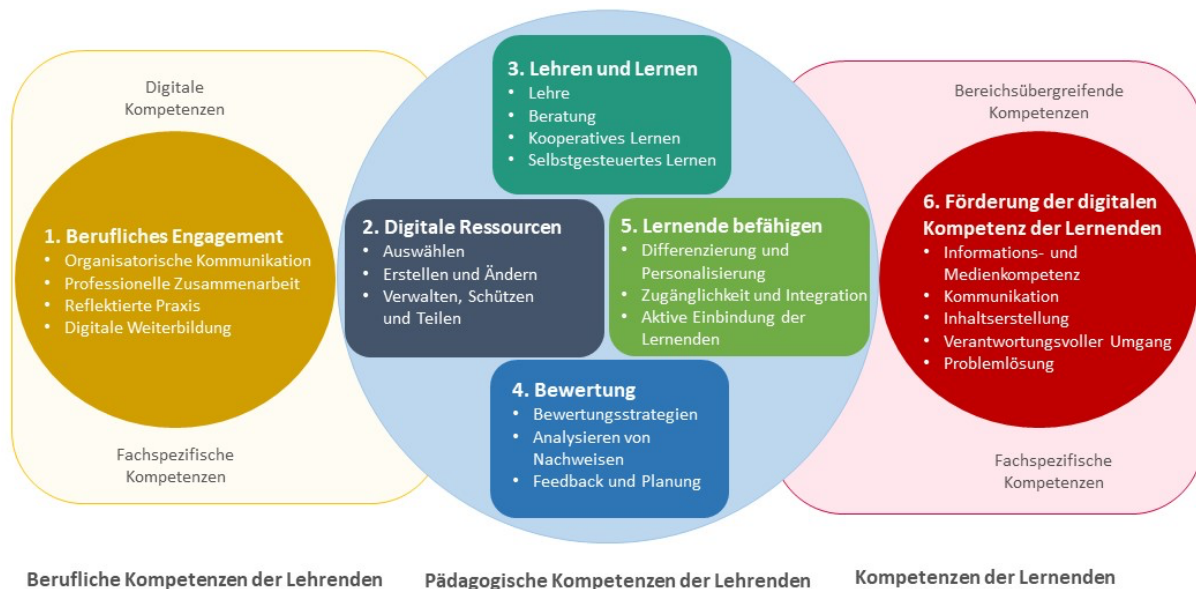 Digitale
Kompetenzen
1. Berufliches Engagement
• Organisatorische Kommunikation
• Professionelle Zusammenarbeit
• Reflektierte Praxis
• Digitale Weiterbildung
Fachspezifische
Kompetenzen
3. Lehren und Lernen
• Lehre
• Beratung
• Kooperatives Lernen
• Selbstgesteuertes Lernen
2. Digitale Ressourcen
• Auswählen
• Erstellen und Ändern
• Verwalten, Schützen
und Teilen
5. Lernende befähigen
• Differenzierung und
Personalisierung
• Zugänglichkeit und Integration
• Aktive Einbindung der
Lernenden
4. Bewertung
• Bewertungsstrategien
• Analysieren von
Nachweisen
• Feedback und Planung
Bereichsübergreifende
Kompetenzen
6. Förderung der digitalen
Kompetenz der Lernenden
• Informations- und
Medienkompetenz
• Kommunikation
• Inhaltserstellung
• Verantwortungsvoller Umgang
• Problemlösung
Fachspezifische
Kompetenzen
Berufliche Kompetenzen der Lehrenden
Pädagogische Kompetenzen der Lehrenden
Kompetenzen der Lernenden